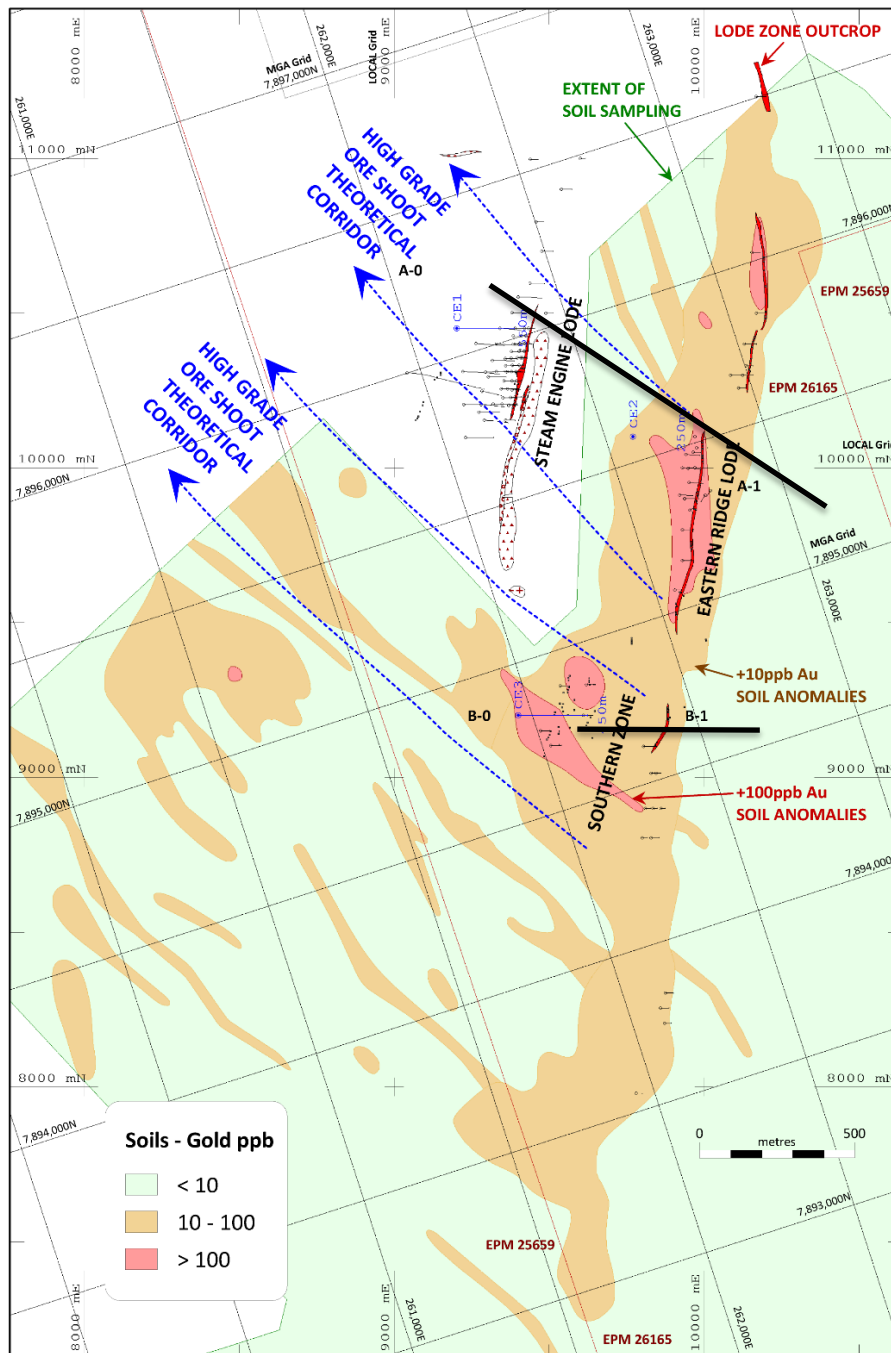 8000 mE
262,000E
LOCAL Grid
9000 mE
263,000E
10000 mE
LODE ZONE OUTCROP
MGA Grid
7,897,000N
261,000E
EXTENT OF
SOIL SAMPLING
HIGH GRADE
ORE SHOOT
THEORETICAL
CORRIDOR
11000 mN
11000 mN
7,896,000N
A-0
EPM 25659
CE1
STEAM ENGINE LODE
HIGH GRADE
ORE SHOOT
THEORETICAL
CORRIDOR
EPM 26165
CE2
250m
10000 mN
LOCAL Grid
10000 mN
7,896,000N
A-1
EASTERN RIDGE LODE
MGA Grid
7,895,000N
263,000E
+10ppb Au
SOIL ANOMALIES
CE3
B-0
B-1
SOUTHERN ZONE
9000 mN
9000 mN
+100ppb Au
SOIL ANOMALIES
7,895,000N
7,894,000N
8000 mN
8000 mN
7,894,000N
Soils - Gold ppb
< 10
10 - 100
> 100
0 metres 500
7,893,000N
EPM 25659
EPM 26165
8000 mE
9000 mE
261,000E
10000 mE
262,000E